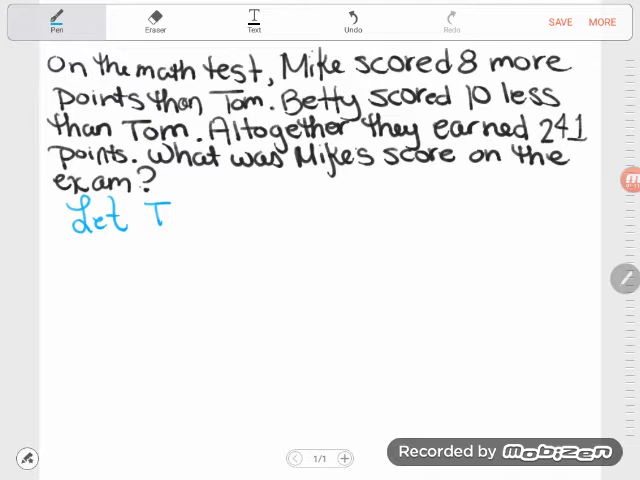 Pen Eraser Text Undo Redo SAVE MORE
On the math test, Mike scored 8 more
points than Tom. Betty scored 10 less
than Tom. Altogether they earned 241
points. What was Mike's score on the
exam?
Let T
1/1
Recorded by mobizen